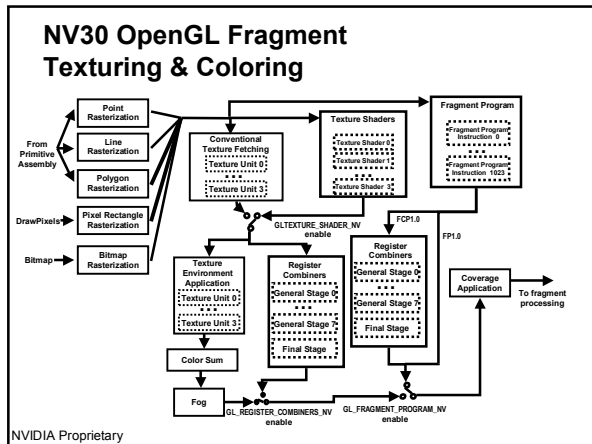 NV30 OpenGL Fragment
Texturing & Coloring
From
Primitive
Assembly
DrawPixels
Bitmap
Point
Rasterization
Line
Rasterization
Polygon
Rasterization
Pixel Rectangle
Rasterization
Bitmap
Rasterization
Conventional
Texture Fetching
Texture Unit 0
...
Texture Unit 3
Texture Shaders
Texture Shader 0
Texture Shader 1
...
Texture Shader 3
Fragment Program
Fragment Program
Instruction 0
...
Fragment Program
Instruction 1023
GLTEXTURE_SHADER_NV
enable
FCP1.0
FP1.0
Texture
Environment
Application
Texture Unit 0
...
Texture Unit 3
Color Sum
Fog
Register
Combiners
General Stage 0
...
General Stage 7
Final Stage
Register
Combiners
General Stage 0
...
General Stage 7
Final Stage
Coverage
Application
To fragment
processing
GL_REGISTER_COMBINERS_NV
enable
GL_FRAGMENT_PROGRAM_NV
enable
NVIDIA Proprietary